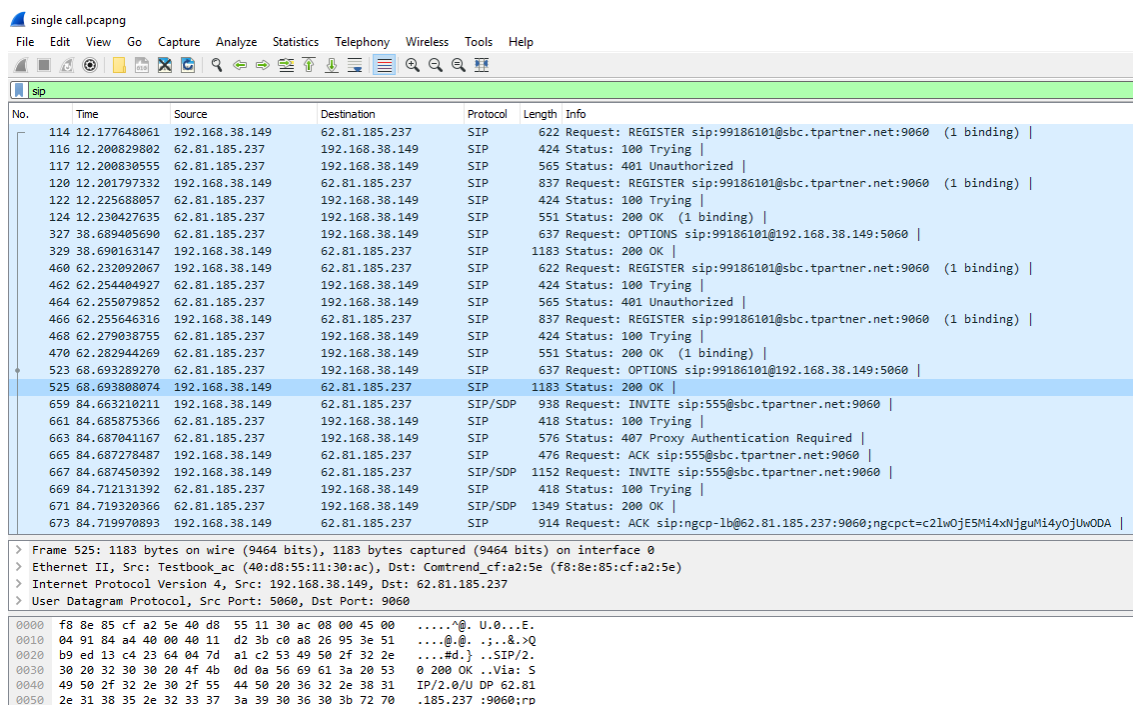 single call.pcapng
File Edit View Go Capture Analyze Statistics Telephony Wireless Tools Help
sip
No. Time Source Destination Protocol Length Info
114 12.177648061 192.168.38.149 62.81.185.237 SIP 622 Request: REGISTER sip:99186101@sbc.tpartner.net:9060 (1 binding) |
116 12.200829802 62.81.185.237 192.168.38.149 SIP 424 Status: 100 Trying |
117 12.200830555 62.81.185.237 192.168.38.149 SIP 565 Status: 401 Unauthorized |
120 12.201797332 192.168.38.149 62.81.185.237 SIP 837 Request: REGISTER sip:99186101@sbc.tpartner.net:9060 (1 binding) |
122 12.225688057 62.81.185.237 192.168.38.149 SIP 424 Status: 100 Trying |
124 12.230427635 62.81.185.237 192.168.38.149 SIP 551 Status: 200 OK (1 binding) |
327 38.689405690 62.81.185.237 192.168.38.149 SIP 637 Request: OPTIONS sip:99186101@192.168.38.149:5060 |
329 38.690163147 192.168.38.149 62.81.185.237 SIP 1183 Status: 200 OK |
460 62.232092067 192.168.38.149 62.81.185.237 SIP 622 Request: REGISTER sip:99186101@sbc.tpartner.net:9060 (1 binding) |
462 62.254404927 62.81.185.237 192.168.38.149 SIP 424 Status: 100 Trying |
464 62.255079852 62.81.185.237 192.168.38.149 SIP 565 Status: 401 Unauthorized |
466 62.255646316 192.168.38.149 62.81.185.237 SIP 837 Request: REGISTER sip:99186101@sbc.tpartner.net:9060 (1 binding) |
468 62.279038755 62.81.185.237 192.168.38.149 SIP 424 Status: 100 Trying |
470 62.282944269 62.81.185.237 192.168.38.149 SIP 551 Status: 200 OK (1 binding) |
523 68.693289270 62.81.185.237 192.168.38.149 SIP 637 Request: OPTIONS sip:99186101@192.168.38.149:5060 |
525 68.693808074 192.168.38.149 62.81.185.237 SIP 1183 Status: 200 OK |
659 84.663210211 192.168.38.149 62.81.185.237 SIP/SDP 938 Request: INVITE sip:555@sbc.tpartner.net:9060 |
661 84.685875366 62.81.185.237 192.168.38.149 SIP 418 Status: 100 Trying |
663 84.687041167 62.81.185.237 192.168.38.149 SIP 576 Status: 407 Proxy Authentication Required |
665 84.687278487 192.168.38.149 62.81.185.237 SIP 476 Request: ACK sip:555@sbc.tpartner.net:9060 |
667 84.687450392 192.168.38.149 62.81.185.237 SIP/SDP 1152 Request: INVITE sip:555@sbc.tpartner.net:9060 |
669 84.712131392 62.81.185.237 192.168.38.149 SIP 418 Status: 100 Trying |
671 84.719320366 62.81.185.237 192.168.38.149 SIP/SDP 1349 Status: 200 OK |
673 84.719970893 192.168.38.149 62.81.185.237 SIP 914 Request: ACK sip:ngcp-lb@62.81.185.237:9060;ngcpct=c2lwOjE5Mi4xNjguMi4yOjUwODA |
> Frame 525: 1183 bytes on wire (9464 bits), 1183 bytes captured (9464 bits) on interface 0
> Ethernet II, Src: Testbook_ac (40:d8:55:11:30:ac), Dst: Comtrend_cf:a2:5e (f8:8e:85:cf:a2:5e)
> Internet Protocol Version 4, Src: 192.168.38.149, Dst: 62.81.185.237
> User Datagram Protocol, Src Port: 5060, Dst Port: 9060
0000 f8 8e 85 cf a2 5e 40 d8 55 11 30 ac 08 00 45 00 .....^@. U.0...E.
0010 04 91 84 a4 40 00 40 11 d2 3b c0 a8 26 95 3e 51 ....@.@. .;..&.>Q
0020 b9 ed 13 c4 23 64 04 7d a1 c2 53 49 50 2f 32 2e ....#d.} ..SIP/2.
0030 30 20 32 30 30 20 4f 4b 0d 0a 56 69 61 3a 20 53 0 200 OK ..Via: S
0040 49 50 2f 32 2e 30 2f 55 44 50 20 36 32 2e 38 31 IP/2.0/U DP 62.81
0050 2e 31 38 35 2e 32 33 37 3a 39 30 36 30 3b 72 70 .185.237 :9060;rp